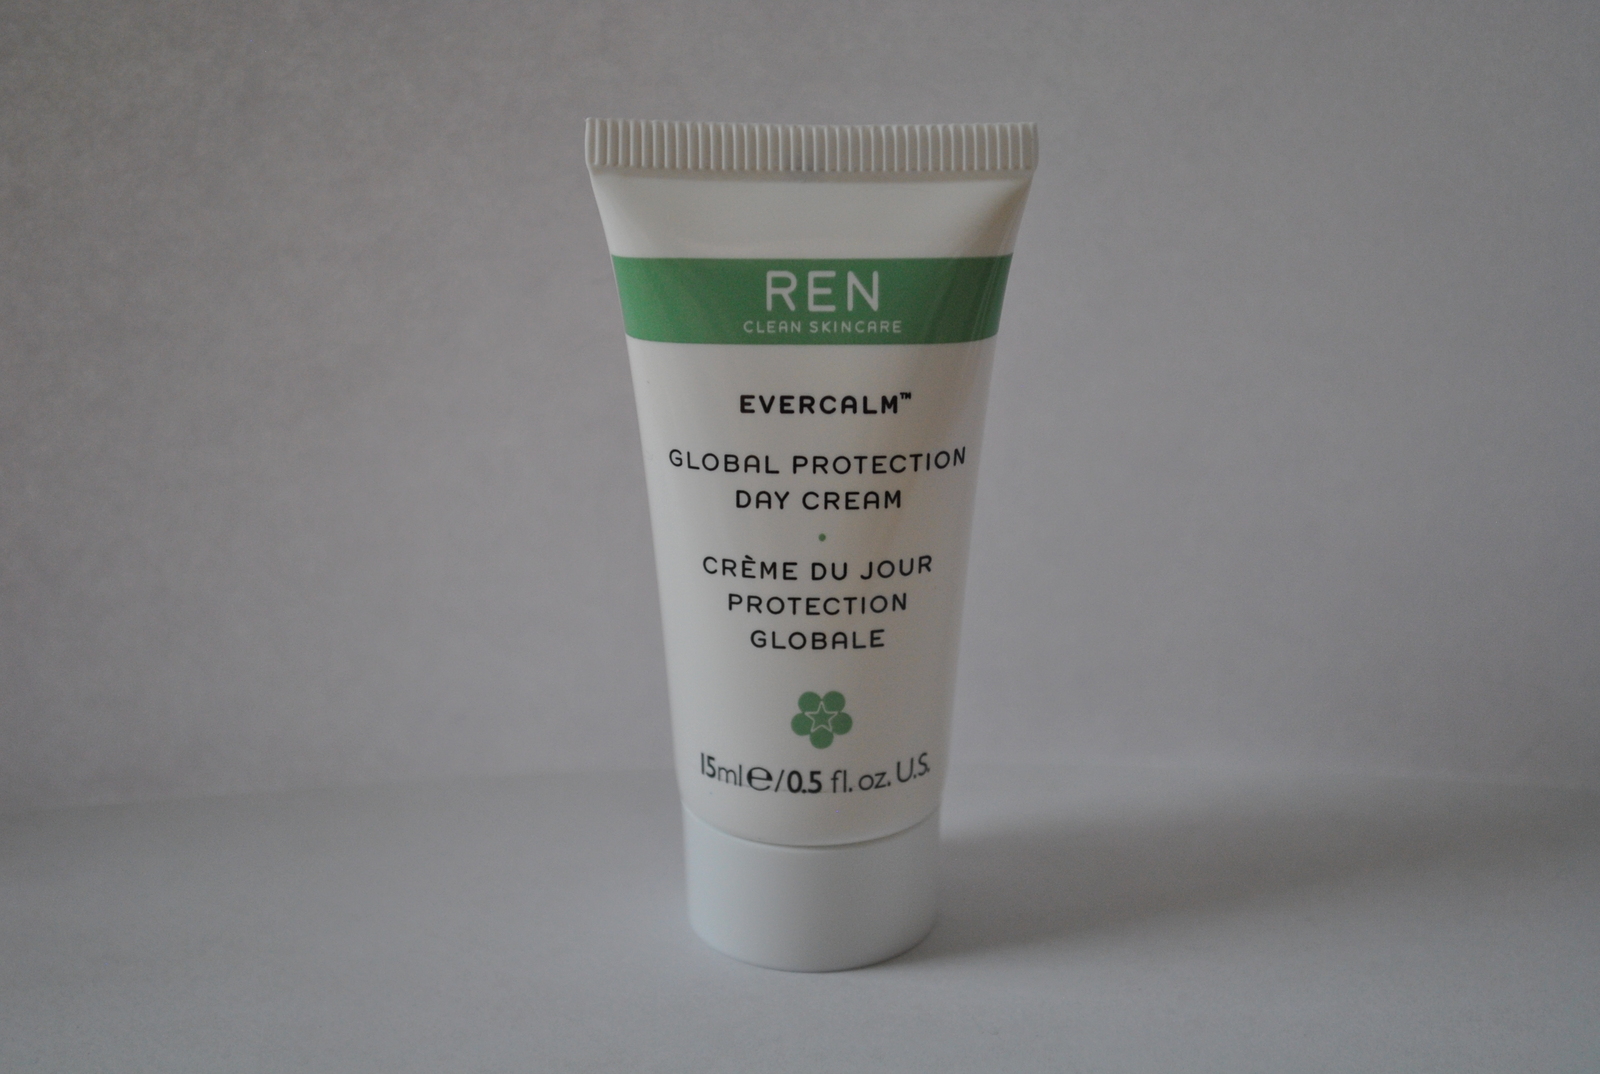 REN
CLEAN SKINCARE
EVERCALM™
GLOBAL PROTECTION
DAY CREAM
•
CRÈME DU JOUR
PROTECTION
GLOBALE
15ml℮/0.5 fl. oz. U.S.